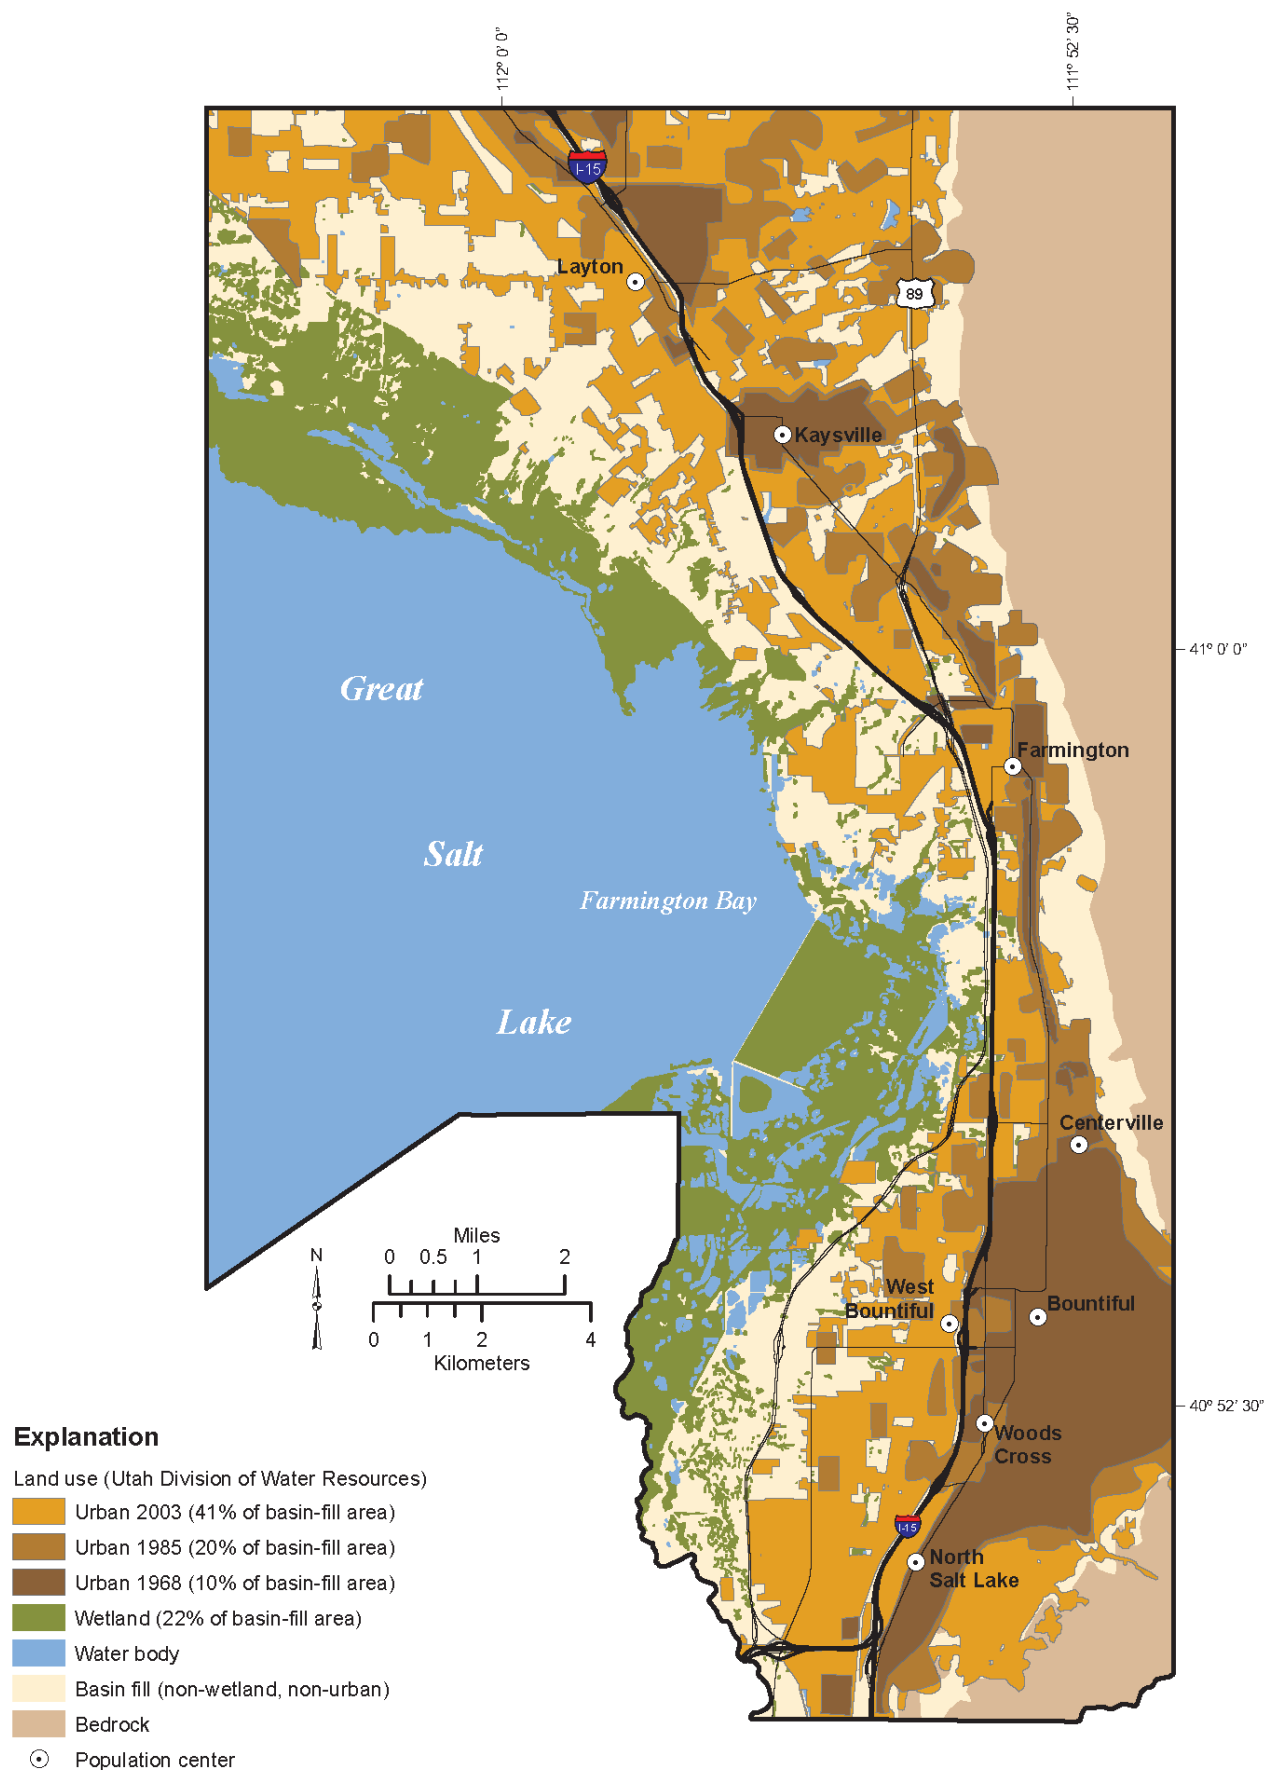 112º 0' 0"
111º 52' 30"
I-15
Layton
89
Kaysville
41º 0' 0"
Great
Farmington
Salt
Farmington Bay
Lake
Centerville
Miles
0 0.5 1 2
N
0 1 2 4
Kilometers
West
Bountiful
Bountiful
40º 52' 30"
Woods
Cross
I-15
North
Salt Lake
Explanation
Land use (Utah Division of Water Resources)
Urban 2003 (41% of basin-fill area)
Urban 1985 (20% of basin-fill area)
Urban 1968 (10% of basin-fill area)
Wetland (22% of basin-fill area)
Water body
Basin fill (non-wetland, non-urban)
Bedrock
Population center